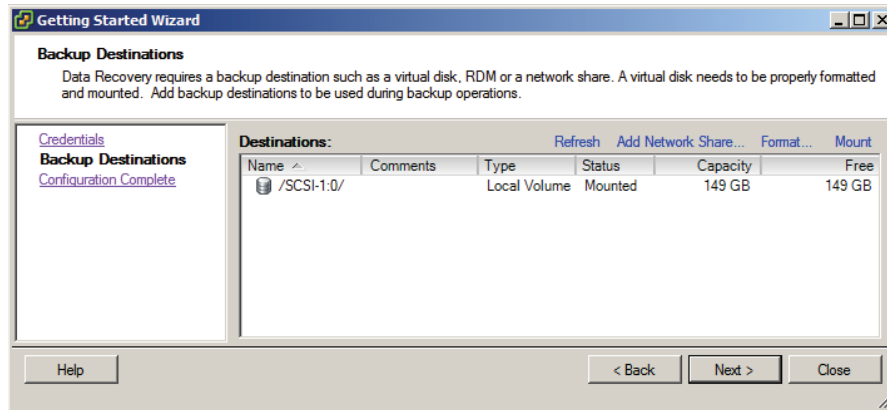 Getting Started Wizard
Backup Destinations
Data Recovery requires a backup destination such as a virtual disk, RDM or a network share. A virtual disk needs to be properly formatted
and mounted. Add backup destinations to be used during backup operations.
Credentials
Backup Destinations
Configuration Complete
Destinations: Refresh Add Network Share... Format... Mount
Name Comments Type Status Capacity Free
/SCSI-1:0/ Local Volume Mounted 149 GB 149 GB
Help < Back Next > Close